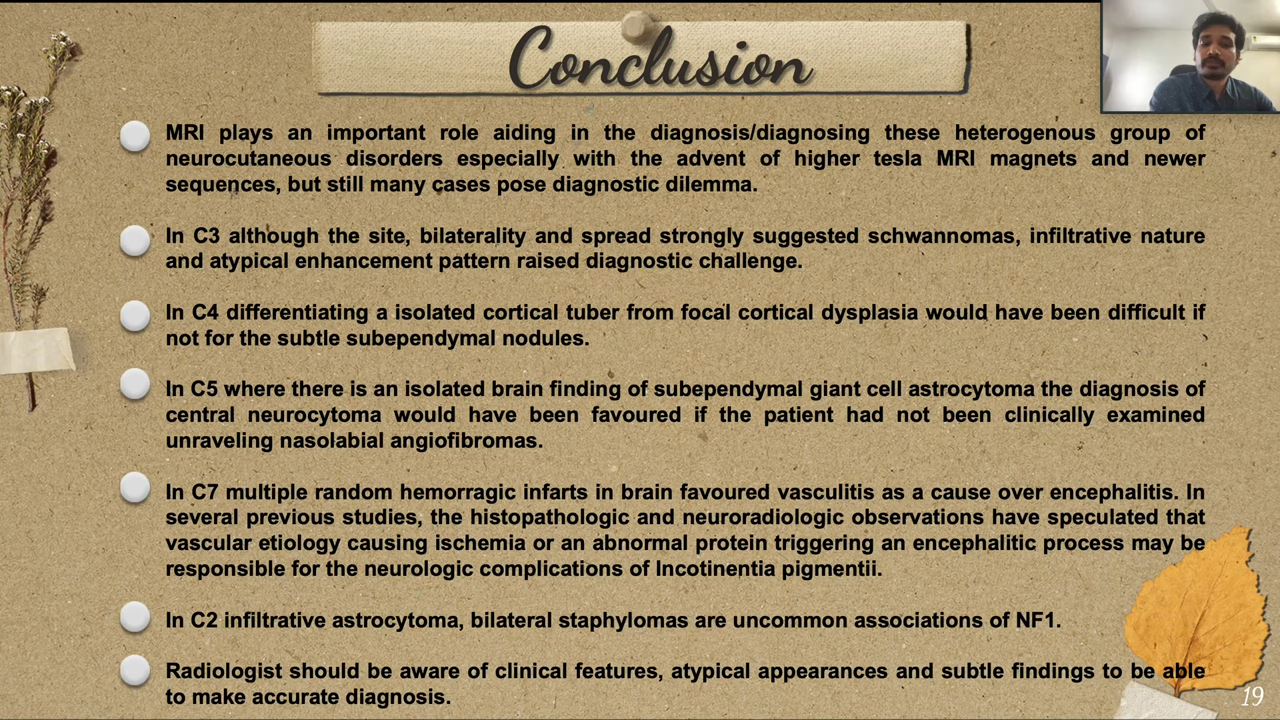 Conclusion
MRI plays an important role aiding in the diagnosis/diagnosing these heterogenous group of
neurocutaneous disorders especially with the advent of higher tesla MRI magnets and newer
sequences, but still many cases pose diagnostic dilemma.
In C3 although the site, bilaterality and spread strongly suggested schwannomas, infiltrative nature
and atypical enhancement pattern raised diagnostic challenge.
In C4 differentiating a isolated cortical tuber from focal cortical dysplasia would have been difficult if
not for the subtle subependymal nodules.
In C5 where there is an isolated brain finding of subependymal giant cell astrocytoma the diagnosis of
central neurocytoma would have been favoured if the patient had not been clinically examined
unraveling nasolabial angiofibromas.
In C7 multiple random hemorragic infarts in brain favoured vasculitis as a cause over encephalitis. In
several previous studies, the histopathologic and neuroradiologic observations have speculated that
vascular etiology causing ischemia or an abnormal protein triggering an encephalitic process may be
responsible for the neurologic complications of Incotinentia pigmentii.
In C2 infiltrative astrocytoma, bilateral staphylomas are uncommon associations of NF1.
Radiologist should be aware of clinical features, atypical appearances and subtle findings to be able
to make accurate diagnosis.
19